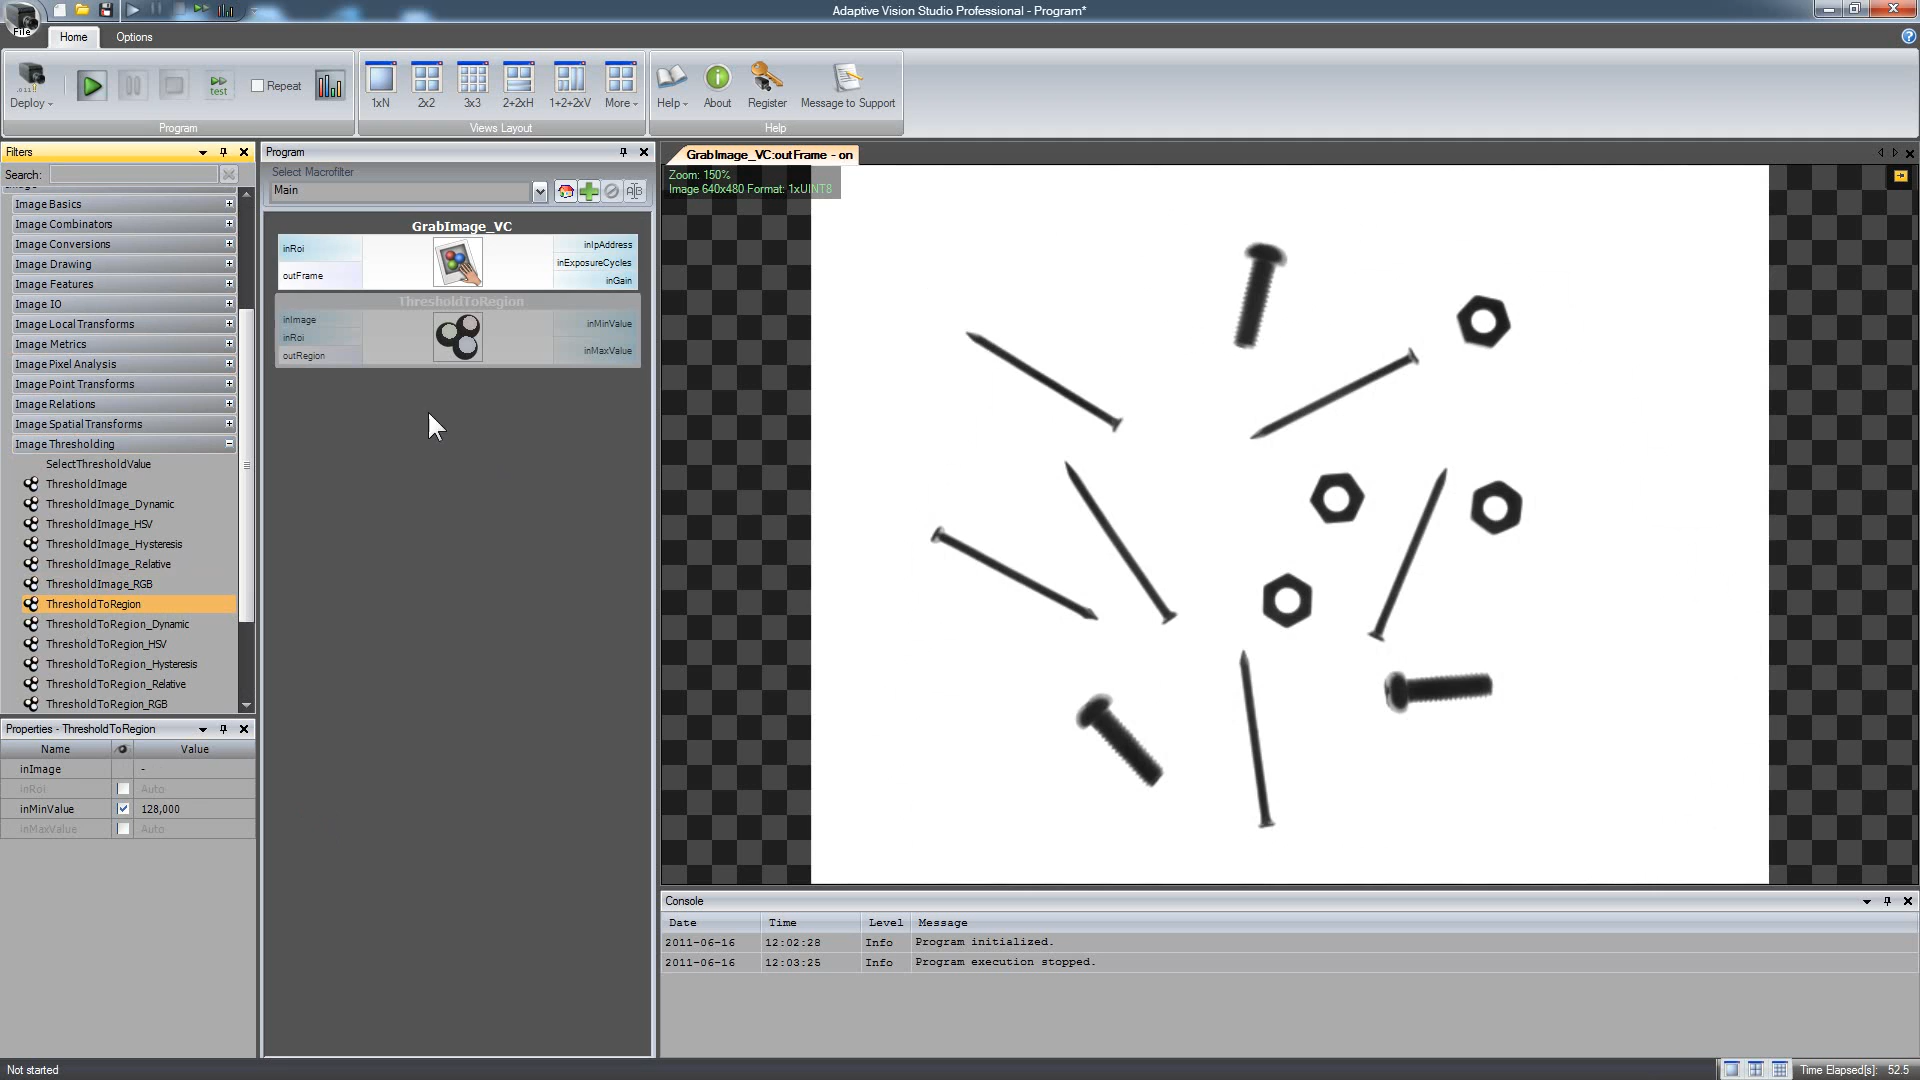 Adaptive Vision Studio Professional - Program*
File
Home
Options
Deploy
test
Repeat
1xN
2x2
3x3
2+2xH
1+2+2xV
More
Help
About
Register
Message to Support
Program
Views Layout
Help
Filters
Search:
Image Basics
Image Combinators
Image Conversions
Image Drawing
Image Features
Image IO
Image Local Transforms
Image Metrics
Image Pixel Analysis
Image Point Transforms
Image Relations
Image Spatial Transforms
Image Thresholding
SelectThresholdValue
ThresholdImage
ThresholdImage_Dynamic
ThresholdImage_HSV
ThresholdImage_Hysteresis
ThresholdImage_Relative
ThresholdImage_RGB
ThresholdToRegion
ThresholdToRegion_Dynamic
ThresholdToRegion_HSV
ThresholdToRegion_Hysteresis
ThresholdToRegion_Relative
ThresholdToRegion_RGB
Properties - ThresholdToRegion
Name Value
inImage -
inRoi Auto
inMinValue 128,000
inMaxValue Auto
Program
Select Macrofilter
Main
GrabImage_VC
inRoi
outFrame
inIpAddress
inExposureCycles
inGain
ThresholdToRegion
inImage
inRoi
outRegion
inMinValue
inMaxValue
GrabImage_VC:outFrame - on
Zoom: 150%
Image 640x480 Format: 1xUINT8
Console
Date Time Level Message
2011-06-16 12:02:28 Info Program initialized.
2011-06-16 12:03:25 Info Program execution stopped.
Not started
Time Elapsed[s]: 52.5